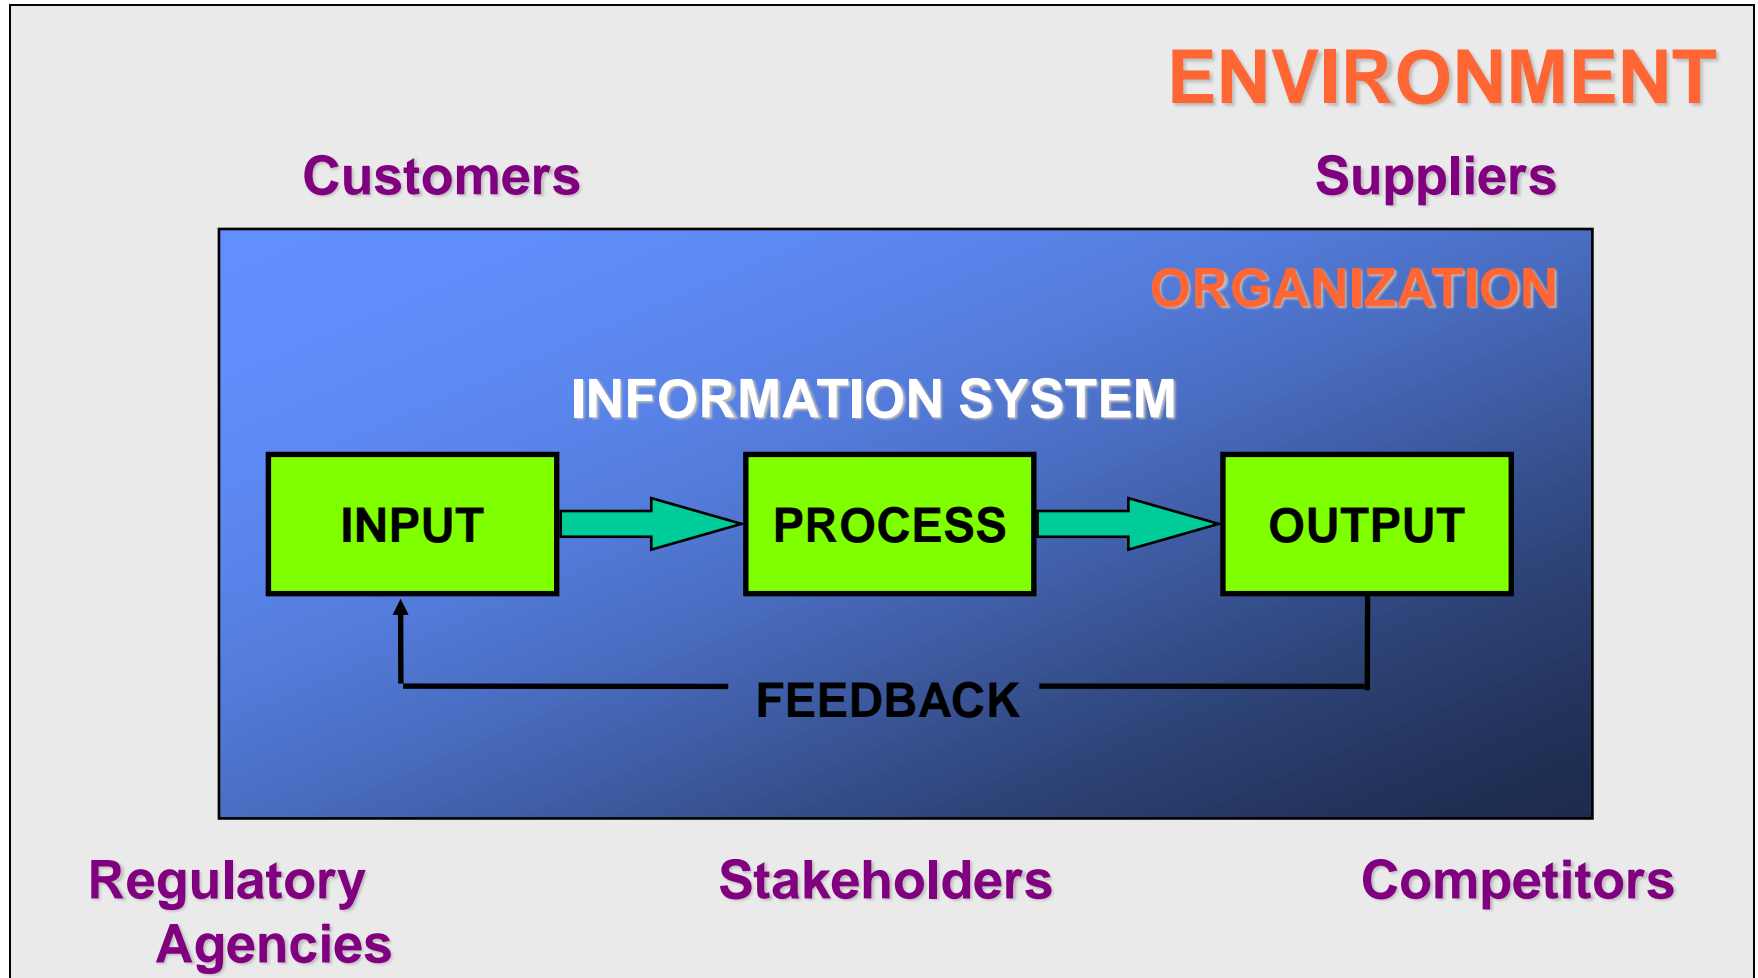 ENVIRONMENT
Customers
Suppliers
ORGANIZATION
INFORMATION SYSTEM
INPUT
PROCESS
OUTPUT
FEEDBACK
Regulatory
Agencies
Stakeholders
Competitors